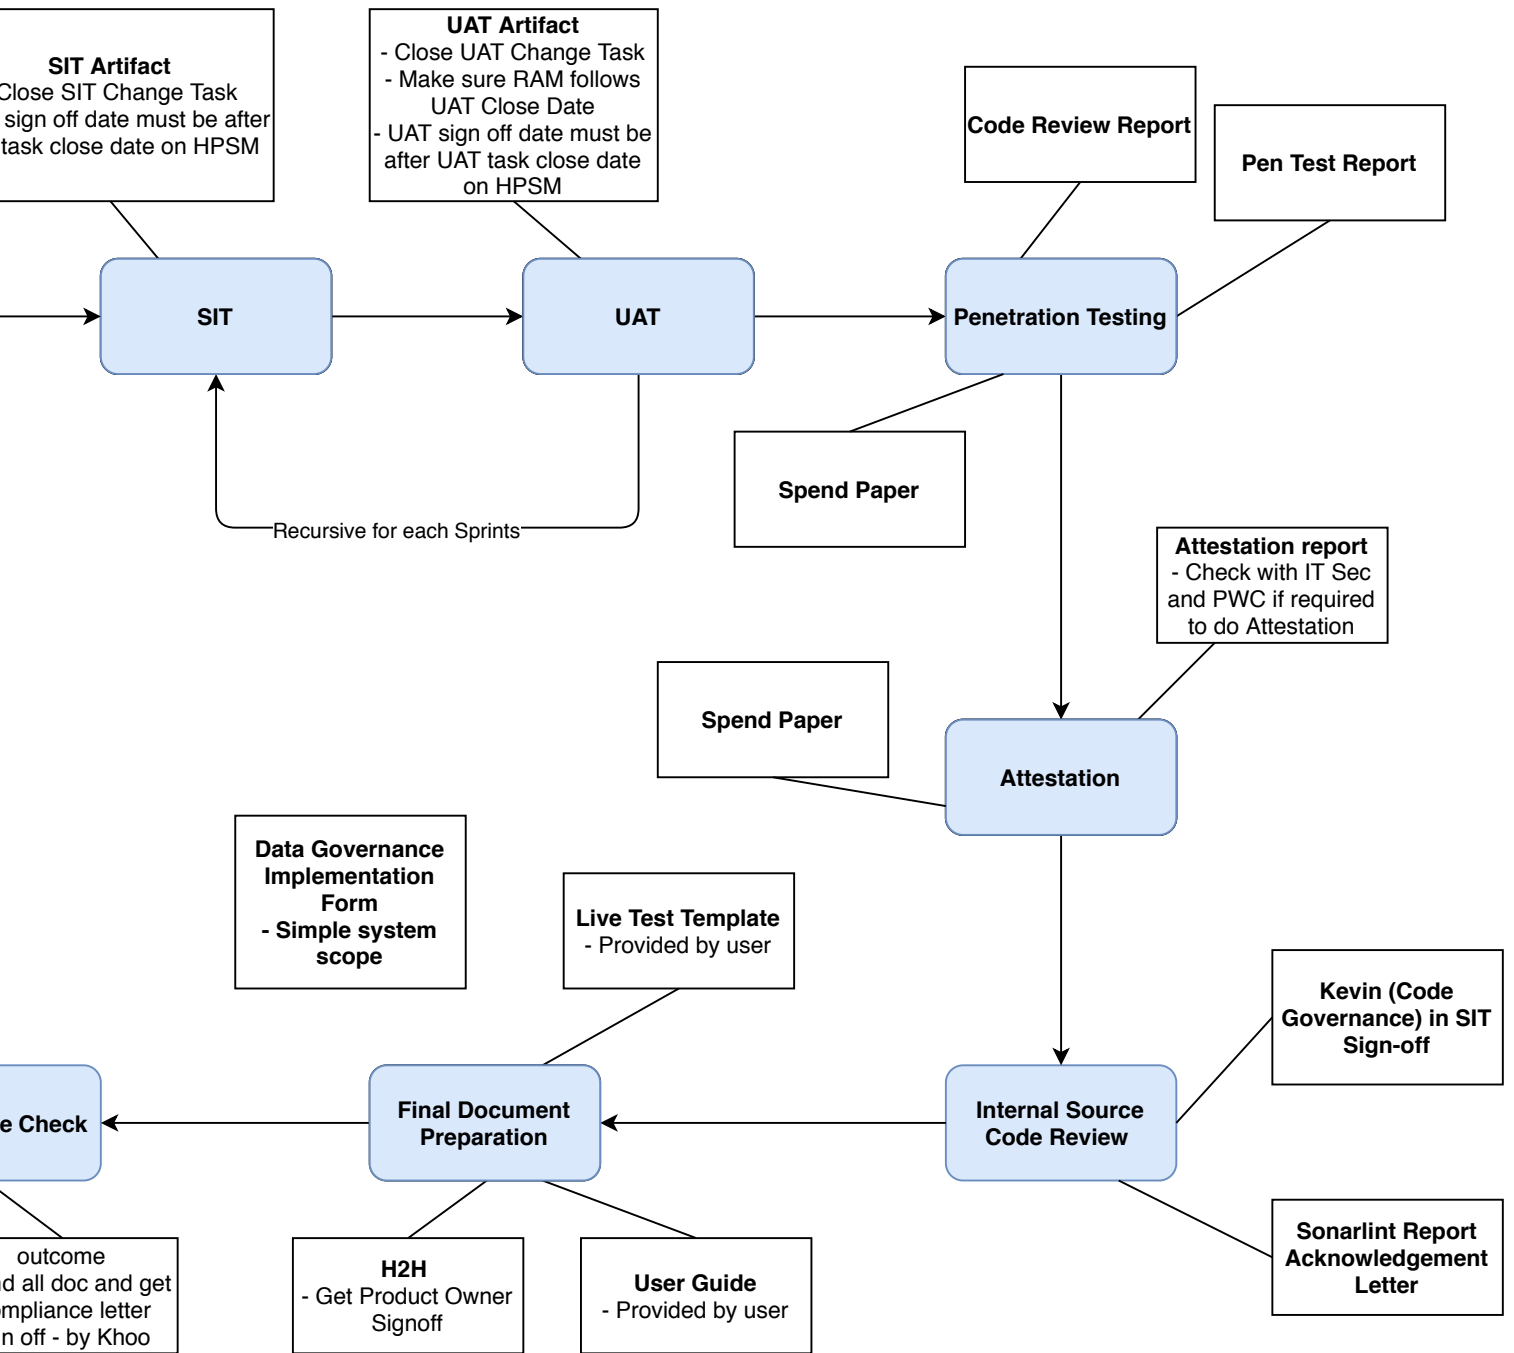 SIT Artifact
Close SIT Change Task
sign off date must be after
task close date on HPSM
UAT Artifact
- Close UAT Change Task
- Make sure RAM follows
UAT Close Date
- UAT sign off date must be
after UAT task close date
on HPSM
Code Review Report
Pen Test Report
SIT
UAT
Penetration Testing
Spend Paper
Recursive for each Sprints
Attestation report
- Check with IT Sec
and PWC if required
to do Attestation
Spend Paper
Attestation
Data Governance
Implementation
Form
- Simple system
scope
Live Test Template
- Provided by user
Kevin (Code
Governance) in SIT
Sign-off
e Check
Final Document
Preparation
Internal Source
Code Review
Sonarlint Report
Acknowledgement
Letter
outcome
d all doc and get
mpliance letter
n off - by Khoo
H2H
- Get Product Owner
Signoff
User Guide
- Provided by user